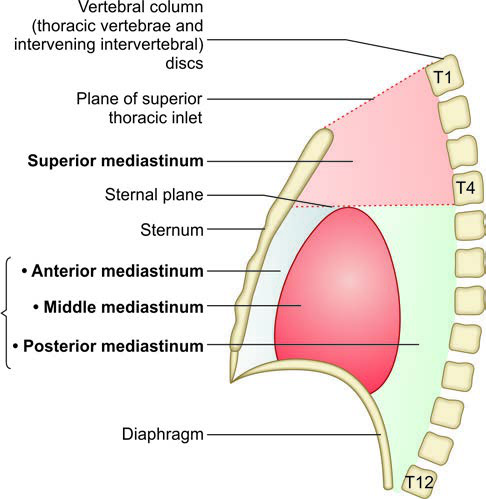 Vertebral column
(thoracic vertebrae and
intervening intervertebral)
discs
T1
Plane of superior
thoracic inlet
Superior mediastinum
T4
Sternal plane
Sternum
• Anterior mediastinum
• Middle mediastinum
• Posterior mediastinum
Diaphragm
T12